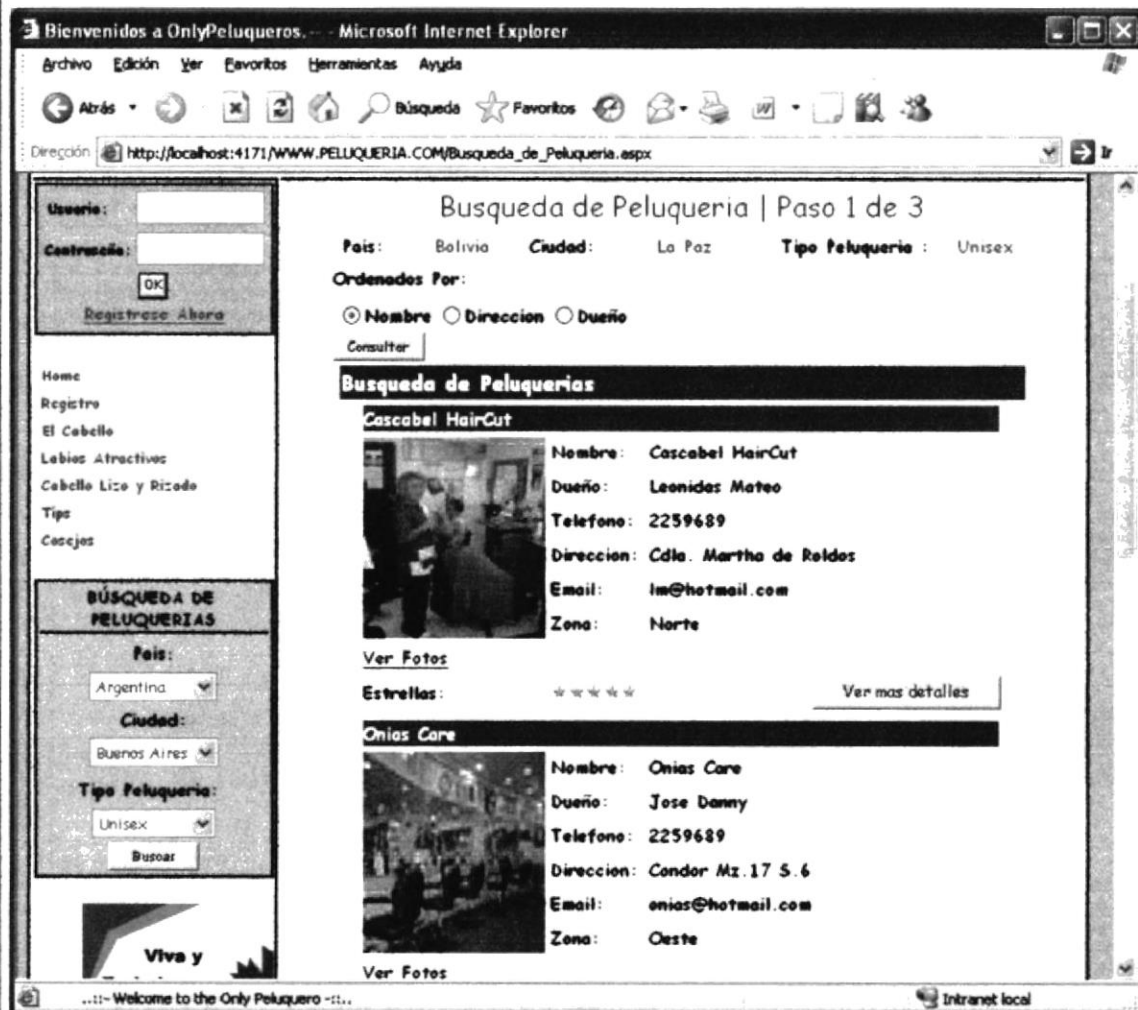 Bienvenidos a OnlyPeluqueros.-- - Microsoft Internet Explorer
Archivo Edición Ver Favoritos Herramientas Ayuda
Atrás Búsqueda Favoritos
Dirección http://localhost:4171/WWW.PELUQUERIA.COM/Busqueda_de_Peluqueria.aspx Ir
Usuario:
Contraseña:
OK
Registrese Ahora
Home
Registro
El Cabello
Labios Atractivos
Cabello Lizo y Rizado
Tips
Cosejos
BÚSQUEDA DE
PELUQUERIAS
Pais:
Argentina
Ciudad:
Buenos Aires
Tipo Peluqueria:
Unisex
Buscar
Viva y
Busqueda de Peluqueria | Paso 1 de 3
Pais: Bolivia Ciudad: La Paz Tipo Peluqueria : Unisex
Ordenados Por:
Nombre Direccion Dueño
Consultar
Busqueda de Peluquerias
Cascabel HairCut
Nombre: Cascabel HairCut
Dueño: Leonidas Mateo
Telefono: 2259689
Direccion: Cdla. Martha de Roldos
Email: lm@hotmail.com
Zona: Norte
Ver Fotos
Estrellas: Ver mas detalles
Onias Care
Nombre: Onias Care
Dueño: Jose Danny
Telefono: 2259689
Direccion: Condor Mz.17 S.6
Email: onias@hotmail.com
Zona: Oeste
Ver Fotos
..::~Welcome to the Only Peluquero ~::.. Intranet local